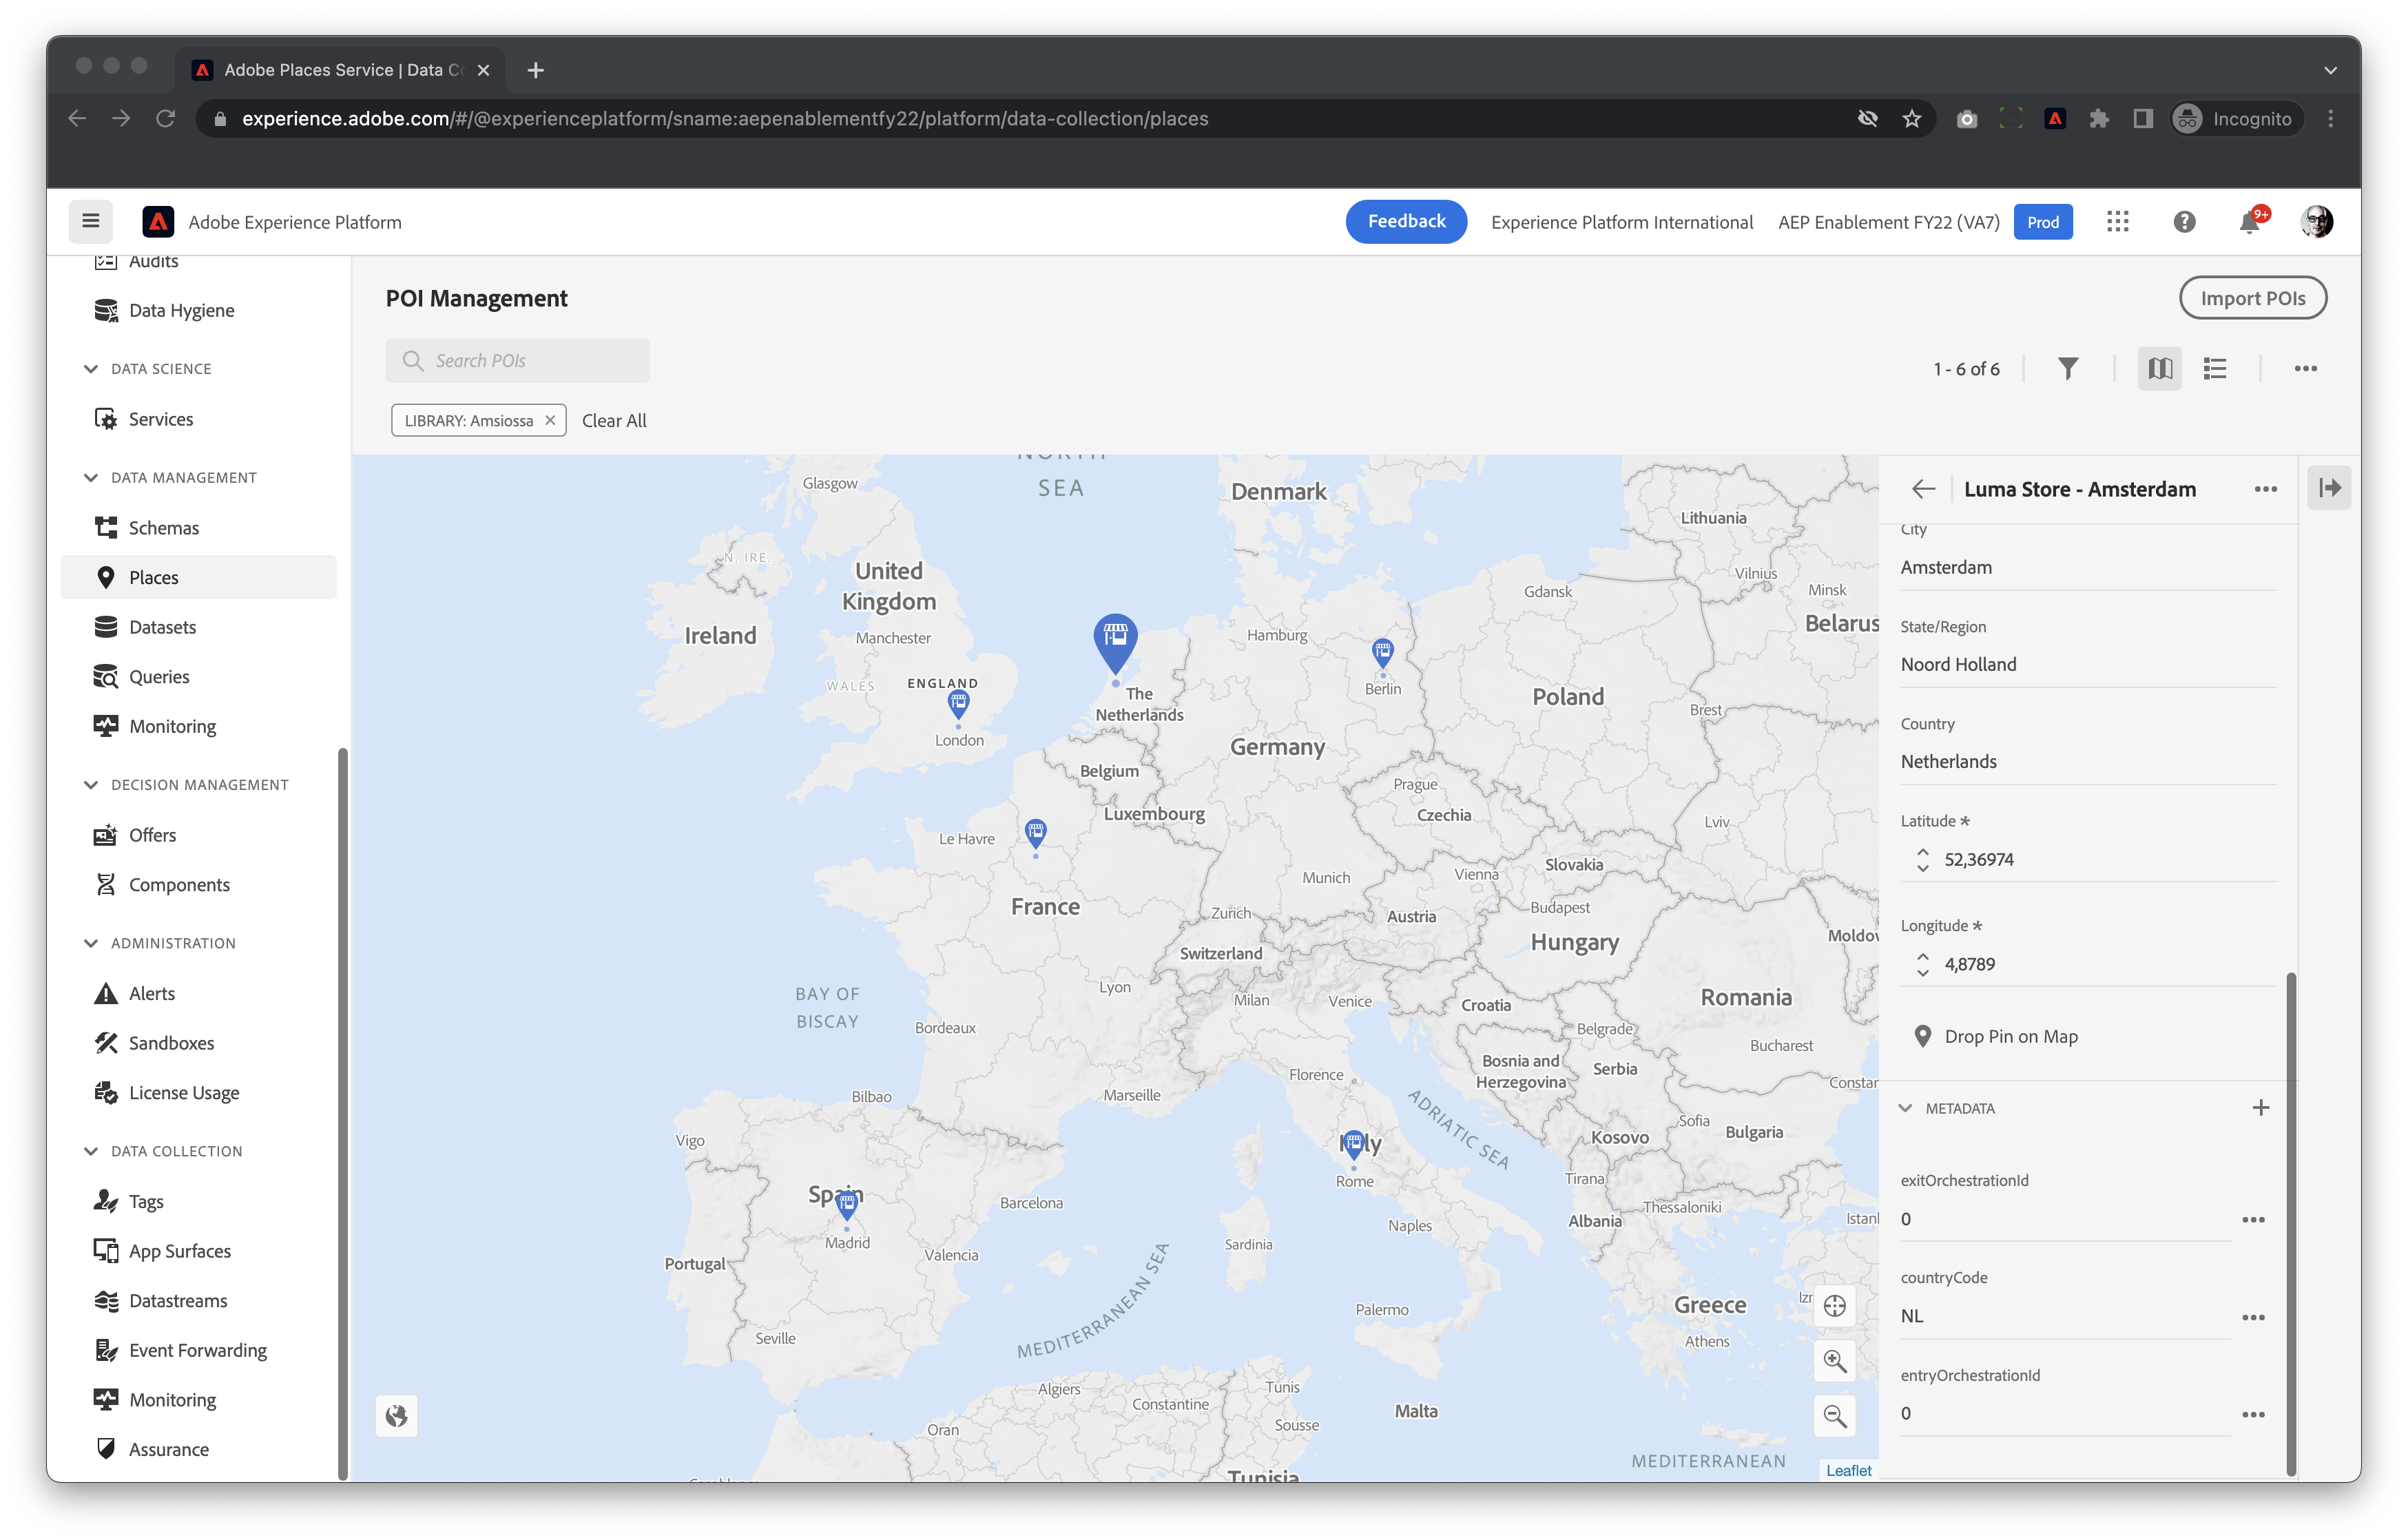 Adobe Places Service | Data Co
experience.adobe.com/#/@experienceplatform/sname:aepenablementfy22/platform/data-collection/places
Incognito
Adobe Experience Platform
Feedback
Experience Platform International
AEP Enablement FY22 (VA7)
Prod
9+
Audits
Data Hygiene
DATA SCIENCE
Services
DATA MANAGEMENT
Schemas
Places
Datasets
Queries
Monitoring
DECISION MANAGEMENT
Offers
Components
ADMINISTRATION
Alerts
Sandboxes
License Usage
DATA COLLECTION
Tags
App Surfaces
Datastreams
Event Forwarding
Monitoring
Assurance
POI Management
Import POIs
Search POIs
1 - 6 of 6
LIBRARY: Amsiossa
Clear All
NORTH
SEA
Glasgow
Denmark
Lithuania
N. IRE.
United
Kingdom
Vilnius
Minsk
Gdansk
Belarus
Ireland
Manchester
Hamburg
WALES
ENGLAND
Berlin
The
Netherlands
Poland
Brest
London
Germany
Belgium
Prague
Luxembourg
Czechia
Lviv
Le Havre
Slovakia
Munich
Vienna
France
Zurich
Austria
Budapest
Hungary
Moldov
Switzerland
BAY OF
BISCAY
Lyon
Milan
Venice
Croatia
Romania
Bordeaux
Belgrade
Bucharest
Bosnia and
Herzegovina
Serbia
Florence
Constar
Bilbao
Marseille
ADRIATIC SEA
Vigo
Sofia
Kosovo
Bulgaria
Italy
Rome
Tirana
Spain
Barcelona
Thessaloniki
Naples
Albania
Istanl
Madrid
Valencia
Sardinia
Portugal
MEDITERRANEAN SEA
Izr
Greece
Palermo
Seville
Athens
Algiers
Tunis
Constantine
Malta
Sousse
Oran
MEDITERRANEAN
Leaflet
Tunisia
Luma Store - Amsterdam
City
Amsterdam
State/Region
Noord Holland
Country
Netherlands
Latitude *
52,36974
Longitude *
4,8789
Drop Pin on Map
METADATA
exitOrchestrationId
0
countryCode
NL
entryOrchestrationId
0